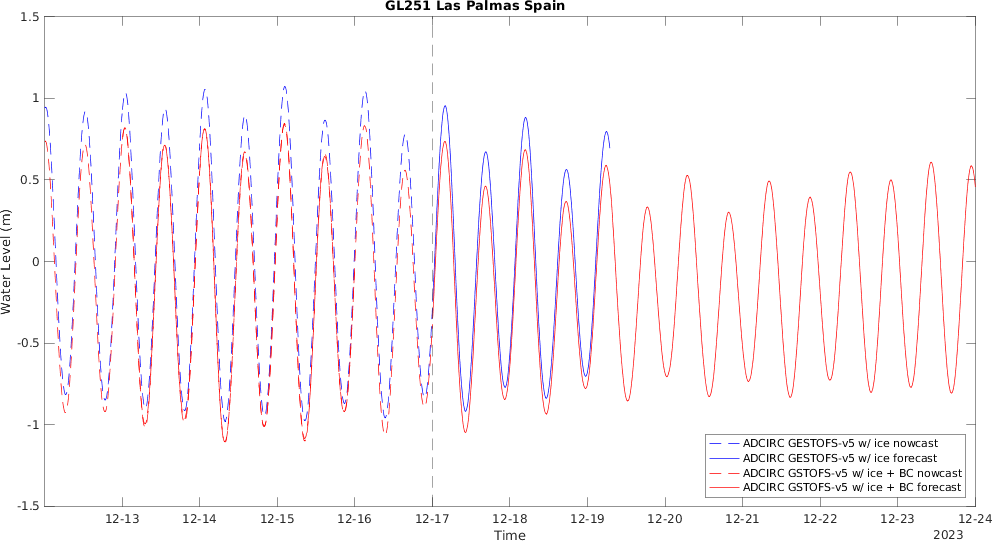 GL251 Las Palmas Spain
1.5
1
0.5
0
-0.5
-1
-1.5
Water Level (m)
12-13 12-14 12-15 12-16 12-17 12-18 12-19 12-20 12-21 12-22 12-23 12-24
Time
2023
ADCIRC GESTOFS-v5 w/ ice nowcast
ADCIRC GESTOFS-v5 w/ ice forecast
ADCIRC GSTOFS-v5 w/ ice + BC nowcast
ADCIRC GSTOFS-v5 w/ ice + BC forecast